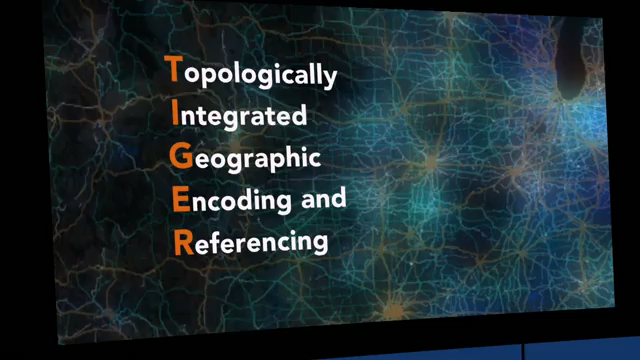 Topologically
Integrated
Geographic
Encoding and
Referencing